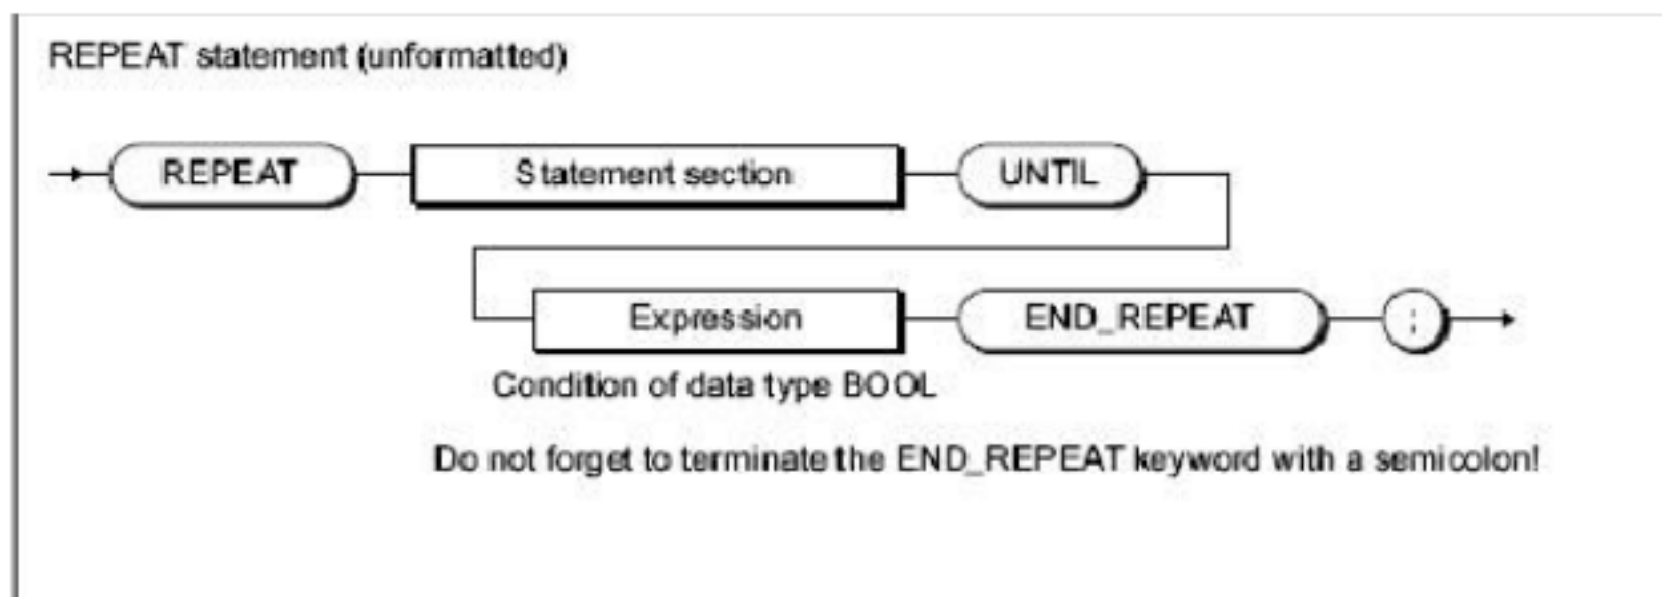 REPEAT statement (unformatted)
REPEAT Statement section UNTIL
Expression END_REPEAT ;
Condition of data type BOOL
Do not forget to terminate the END_REPEAT keyword with a semicolon!